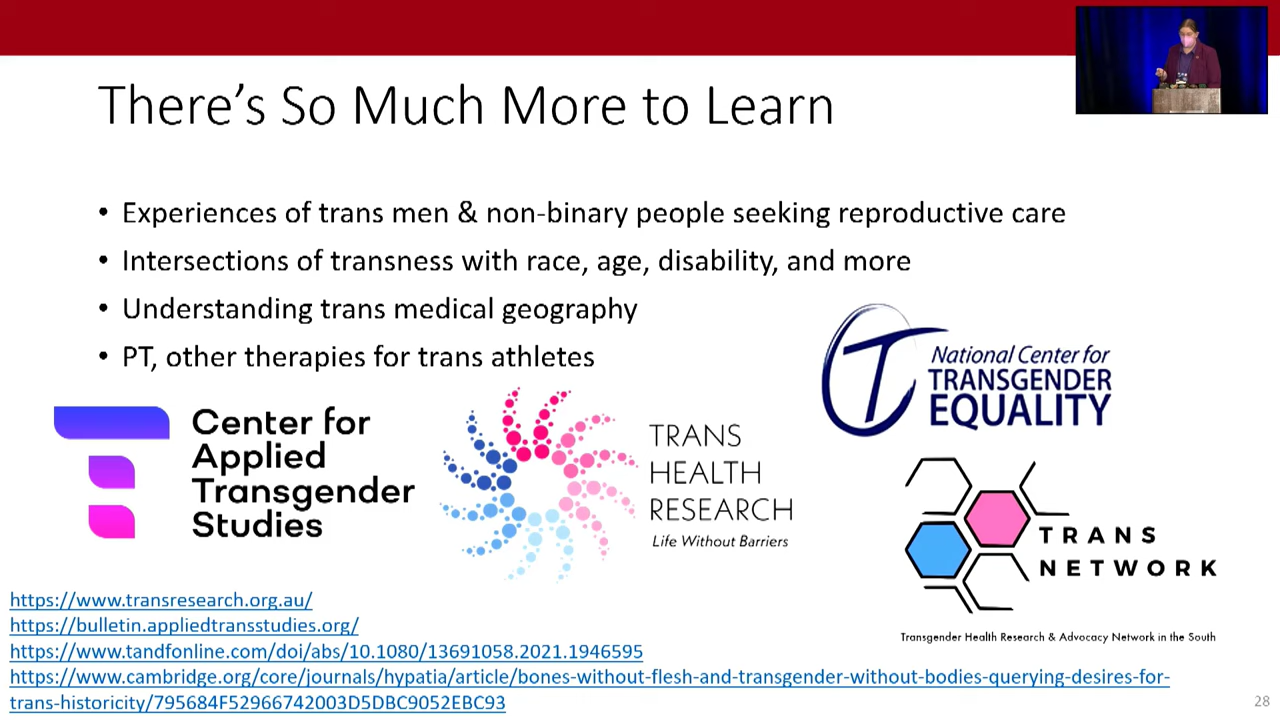 There's So Much More to Learn
• Experiences of trans men & non-binary people seeking reproductive care
• Intersections of transness with race, age, disability, and more
• Understanding trans medical geography
• PT, other therapies for trans athletes
National Center for
TRANSGENDER
EQUALITY
Center for
Applied
Transgender
Studies
TRANS
HEALTH
RESEARCH
Life Without Barriers
TRANS
NETWORK
Transgender Health Research & Advocacy Network in the South
https://www.transresearch.org.au/
https://bulletin.appliedtransstudies.org/
https://www.tandfonline.com/doi/abs/10.1080/13691058.2021.1946595
https://www.cambridge.org/core/journals/hypatia/article/bones-without-flesh-and-transgender-without-bodies-querying-desires-for-
trans-historicity/795684F52966742003D5DBC9052EBC93
28